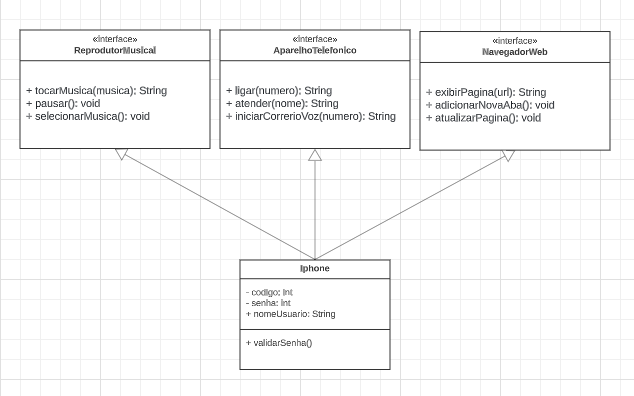 «interface»
ReprodutorMusical
+ tocarMusica(musica): String
+ pausar(): void
+ selecionarMusica(): void
«interface»
AparelhoTelefonico
+ ligar(numero): String
+ atender(nome): String
+ iniciarCorrerioVoz(numero): String
«interface»
NavegadorWeb
+ exibirPagina(url): String
+ adicionarNovaAba(): void
+ atualizarPagina(): void
Iphone
- codigo: int
- senha: int
+ nomeUsuario: String
+ validarSenha()